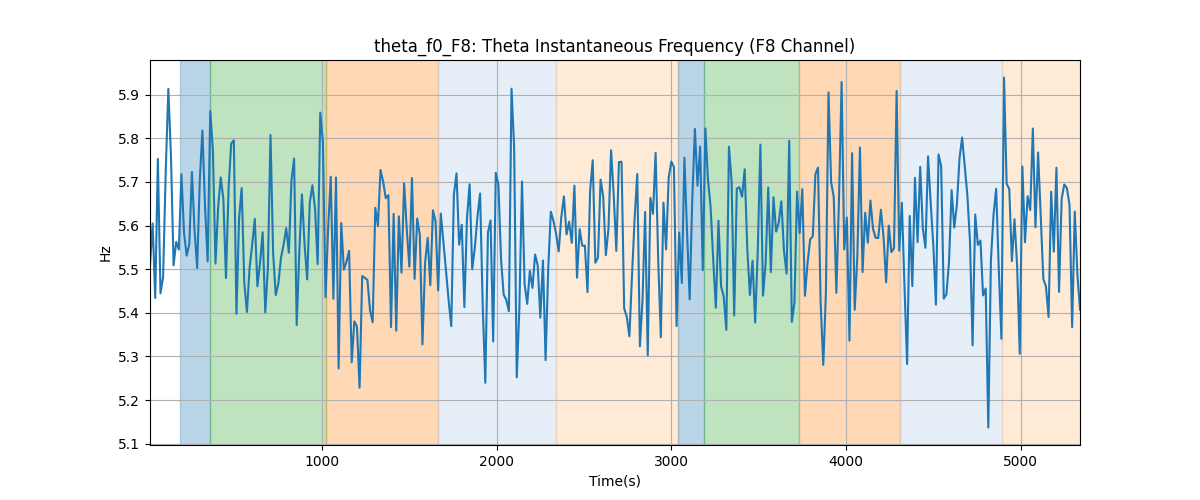 theta_f0_F8: Theta Instantaneous Frequency (F8 Channel)
5.9
5.8
5.7
5.6
5.5
5.4
5.3
5.2
5.1
Hz
1000 2000 3000 4000 5000
Time(s)